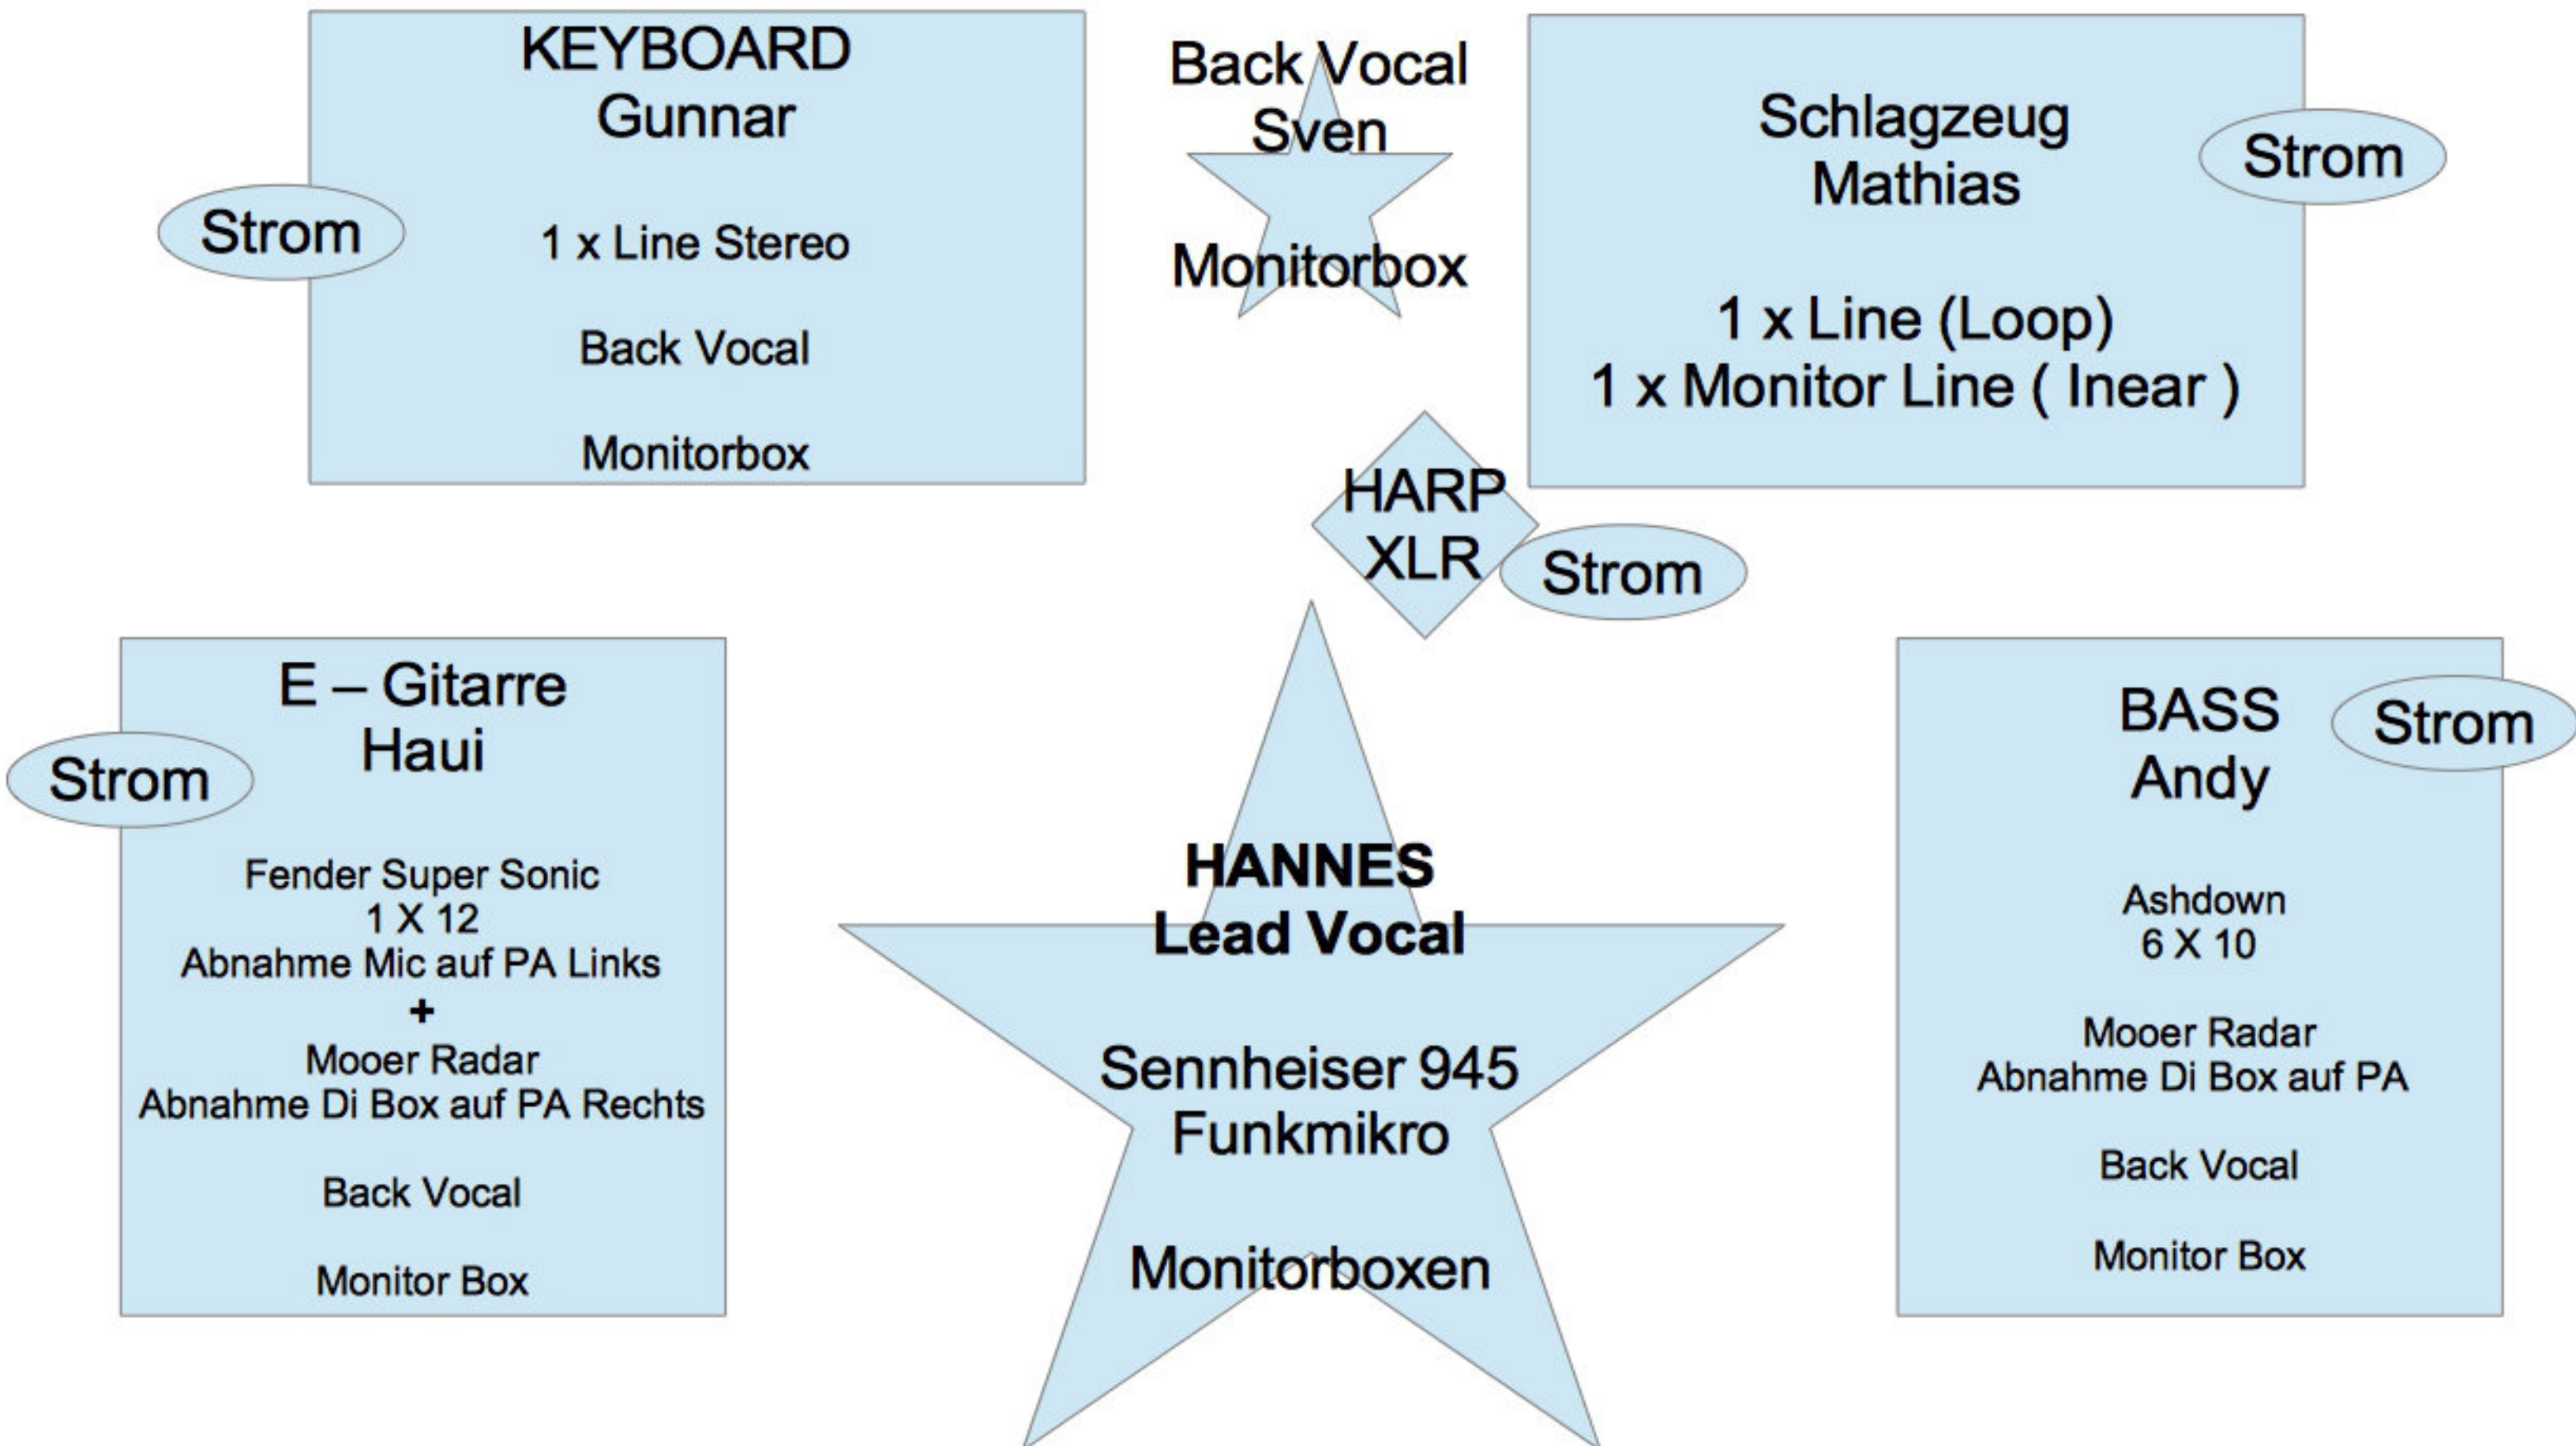 KEYBOARD
Gunnar
1 x Line Stereo
Back Vocal
Monitorbox
Strom
Back Vocal
Sven
Monitorbox
Schlagzeug
Mathias
1 x Line (Loop)
1 x Monitor Line ( Inear )
Strom
HARP
XLR
Strom
E – Gitarre
Haui
Strom
Fender Super Sonic
1 X 12
Abnahme Mic auf PA Links
+
Mooer Radar
Abnahme Di Box auf PA Rechts
Back Vocal
Monitor Box
HANNES
Lead Vocal
Sennheiser 945
Funkmikro
Monitorboxen
BASS
Andy
Strom
Ashdown
6 X 10
Mooer Radar
Abnahme Di Box auf PA
Back Vocal
Monitor Box